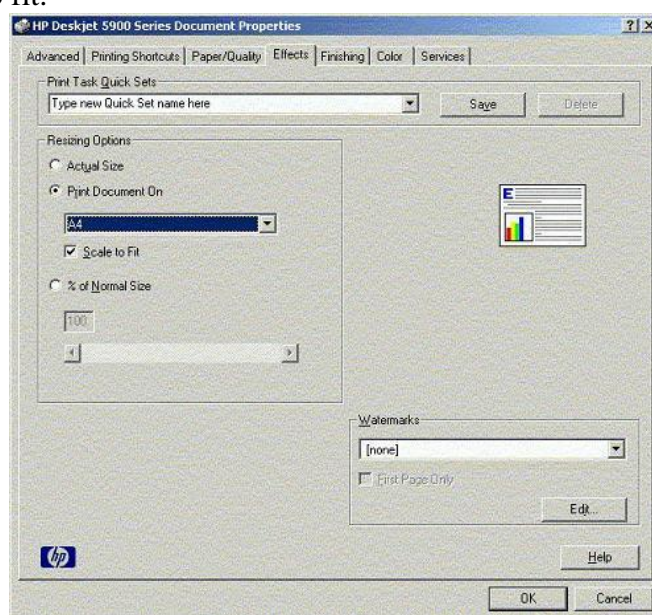 fit.
HP Deskjet 5900 Series Document Properties
Advanced Printing Shortcuts Paper/Quality Effects Finishing Color Services
Print Task Quick Sets
Type new Quick Set name here Save Delete
Resizing Options
Actual Size
Print Document On
E
A4
Scale to Fit
% of Normal Size
100
Watermarks
[none]
First Page Only
Edit...
hp Help
OK Cancel